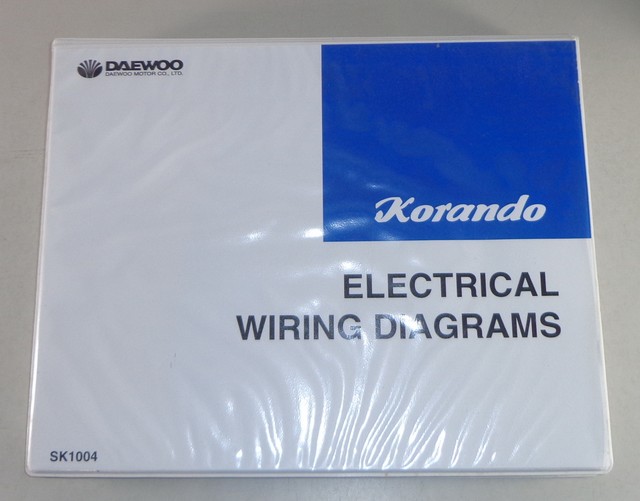 DAEWOO
DAEWOO MOTOR CO., LTD.
Korando
ELECTRICAL
WIRING DIAGRAMS
SK1004